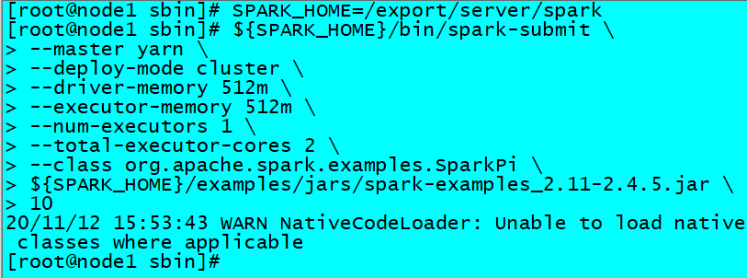 [root@node1 sbin]# SPARK_HOME=/export/server/spark
[root@node1 sbin]# ${SPARK_HOME}/bin/spark-submit \
> --master yarn \
> --deploy-mode cluster \
> --driver-memory 512m \
> --executor-memory 512m \
> --num-executors 1 \
> --total-executor-cores 2 \
> --class org.apache.spark.examples.SparkPi \
> ${SPARK_HOME}/examples/jars/spark-examples_2.11-2.4.5.jar \
> 10
20/11/12 15:53:43 WARN NativeCodeLoader: Unable to load native
classes where applicable
[root@node1 sbin]#